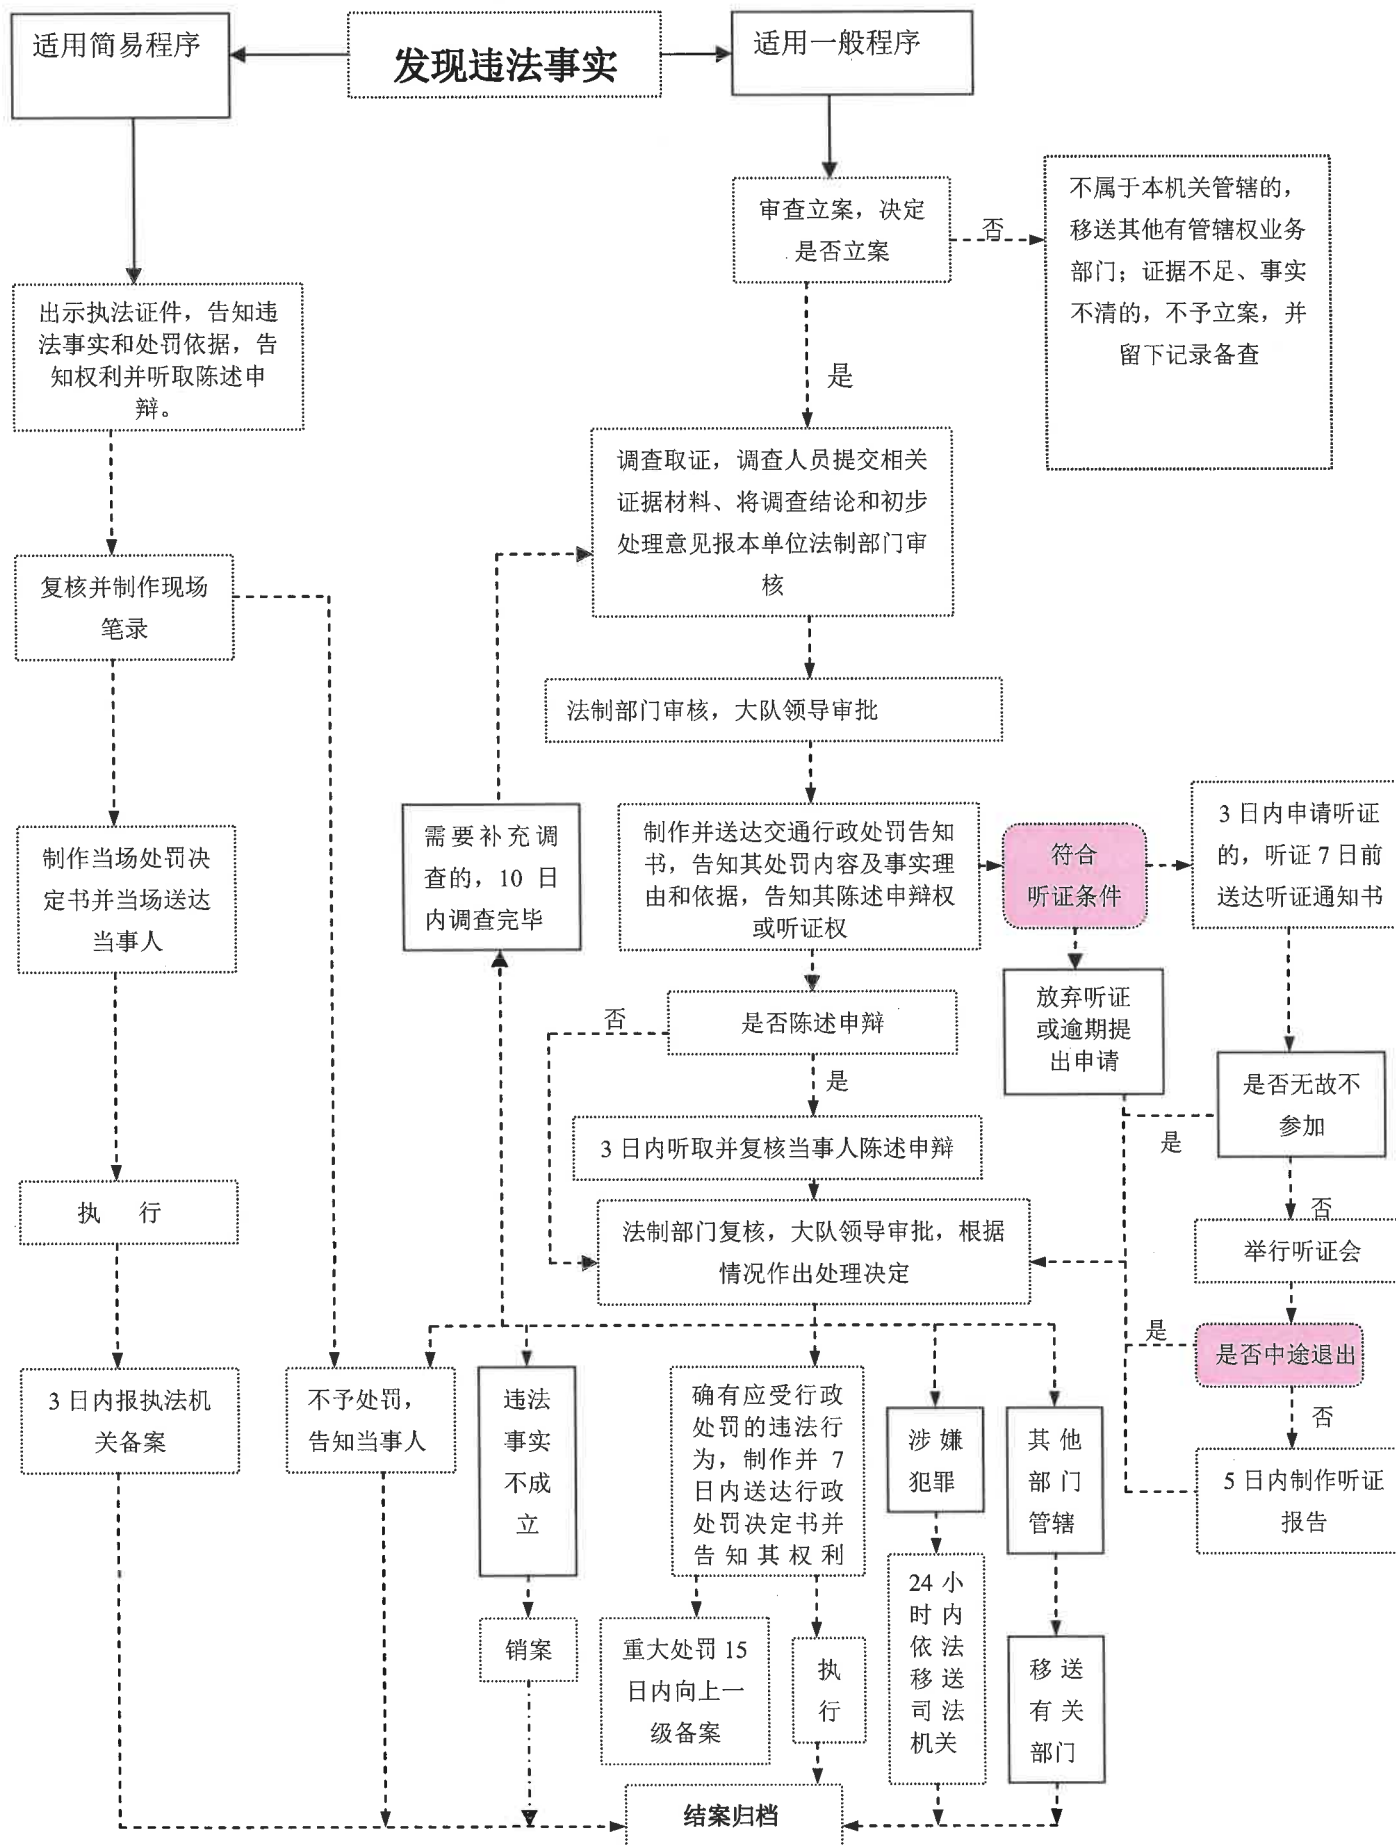 适用简易程序
发现违法事实
适用一般程序
审查立案，决定
是否立案
否
不属于本机关管辖的，
移送其他有管辖权业务
部门；证据不足、事实
不清的，不予立案，并
留下记录备查
出示执法证件，告知违
法事实和处罚依据，告
知权利并听取陈述申
辩。
是
调查取证，调查人员提交相关
证据材料、将调查结论和初步
处理意见报本单位法制部门审
核
复核并制作现场
笔录
法制部门审核，大队领导审批
制作当场处罚决
定书并当场送达
当事人
需要补充调
查的，10 日
内调查完毕
制作并送达交通行政处罚告知
书，告知其处罚内容及事实理
由和依据，告知其陈述申辩权
或听证权
符合
听证条件
3 日内申请听证
的，听证 7 日前
送达听证通知书
放弃听证
或逾期提
出申请
否
是否陈述申辩
是
是否无故不
参加
是
3 日内听取并复核当事人陈述申辩
执 行
否
法制部门复核，大队领导审批，根据
情况作出处理决定
举行听证会
是
是否中途退出
否
3 日内报执法机
关备案
不予处罚，
告知当事人
违法
事实
不成
立
确有应受行政
处罚的违法行
为，制作并 7
日内送达行政
处罚决定书并
告知其权利
涉嫌
犯罪
其他
部门
管辖
5 日内制作听证
报告
销案
重大处罚 15
日内向上一
级备案
执
行
24 小
时内
依法
移送
司法
机关
移送
有关
部门
结案归档